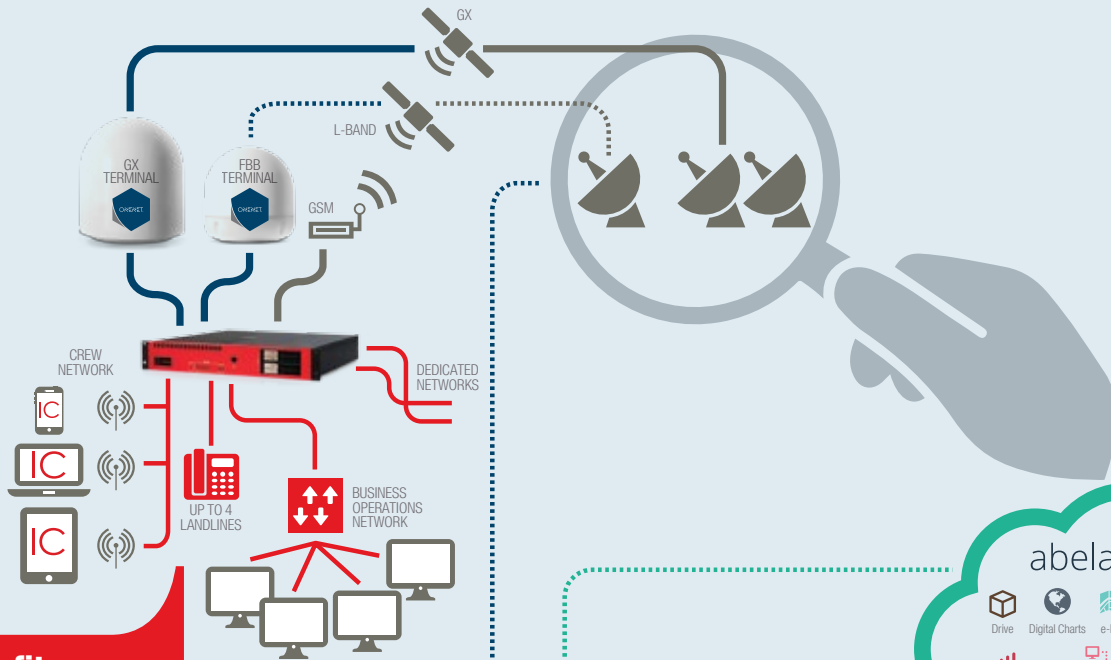 GX
L-BAND
GX
TERMINAL
FBB
TERMINAL
GSM
CREW
NETWORK
DEDICATED
NETWORKS
IC
IC
IC
UP TO 4
LANDLINES
BUSINESS
OPERATIONS
NETWORK
abela
Drive
Digital Charts